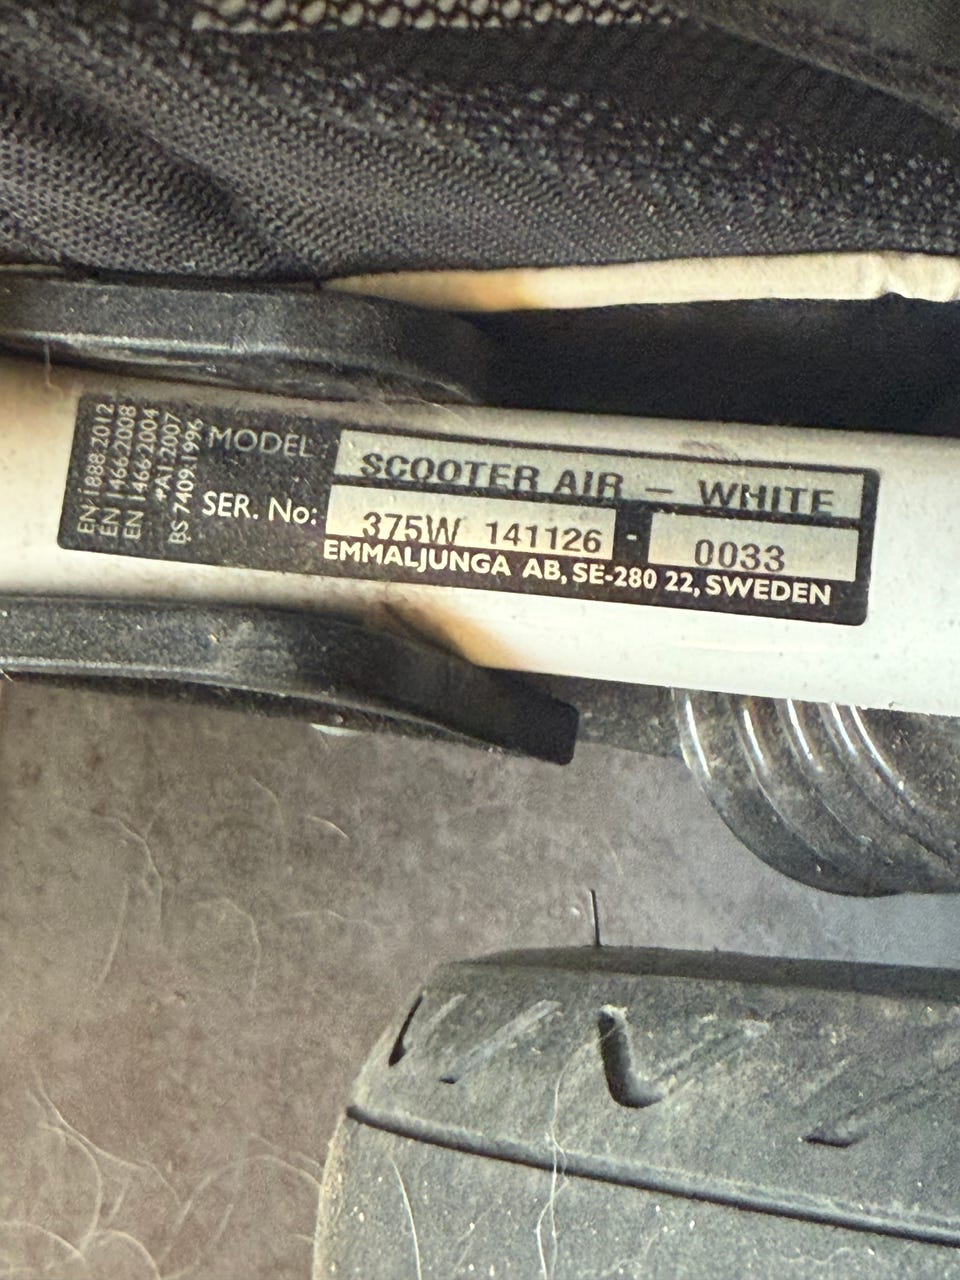 EN 1888:2012
EN 1466:2008
EN 1466:2004
+A1:2007
BS 7409:1996
MODEL: SCOOTER AIR – WHITE
SER. No: 375W 141126 - 0033
EMMALJUNGA AB, SE-280 22, SWEDEN